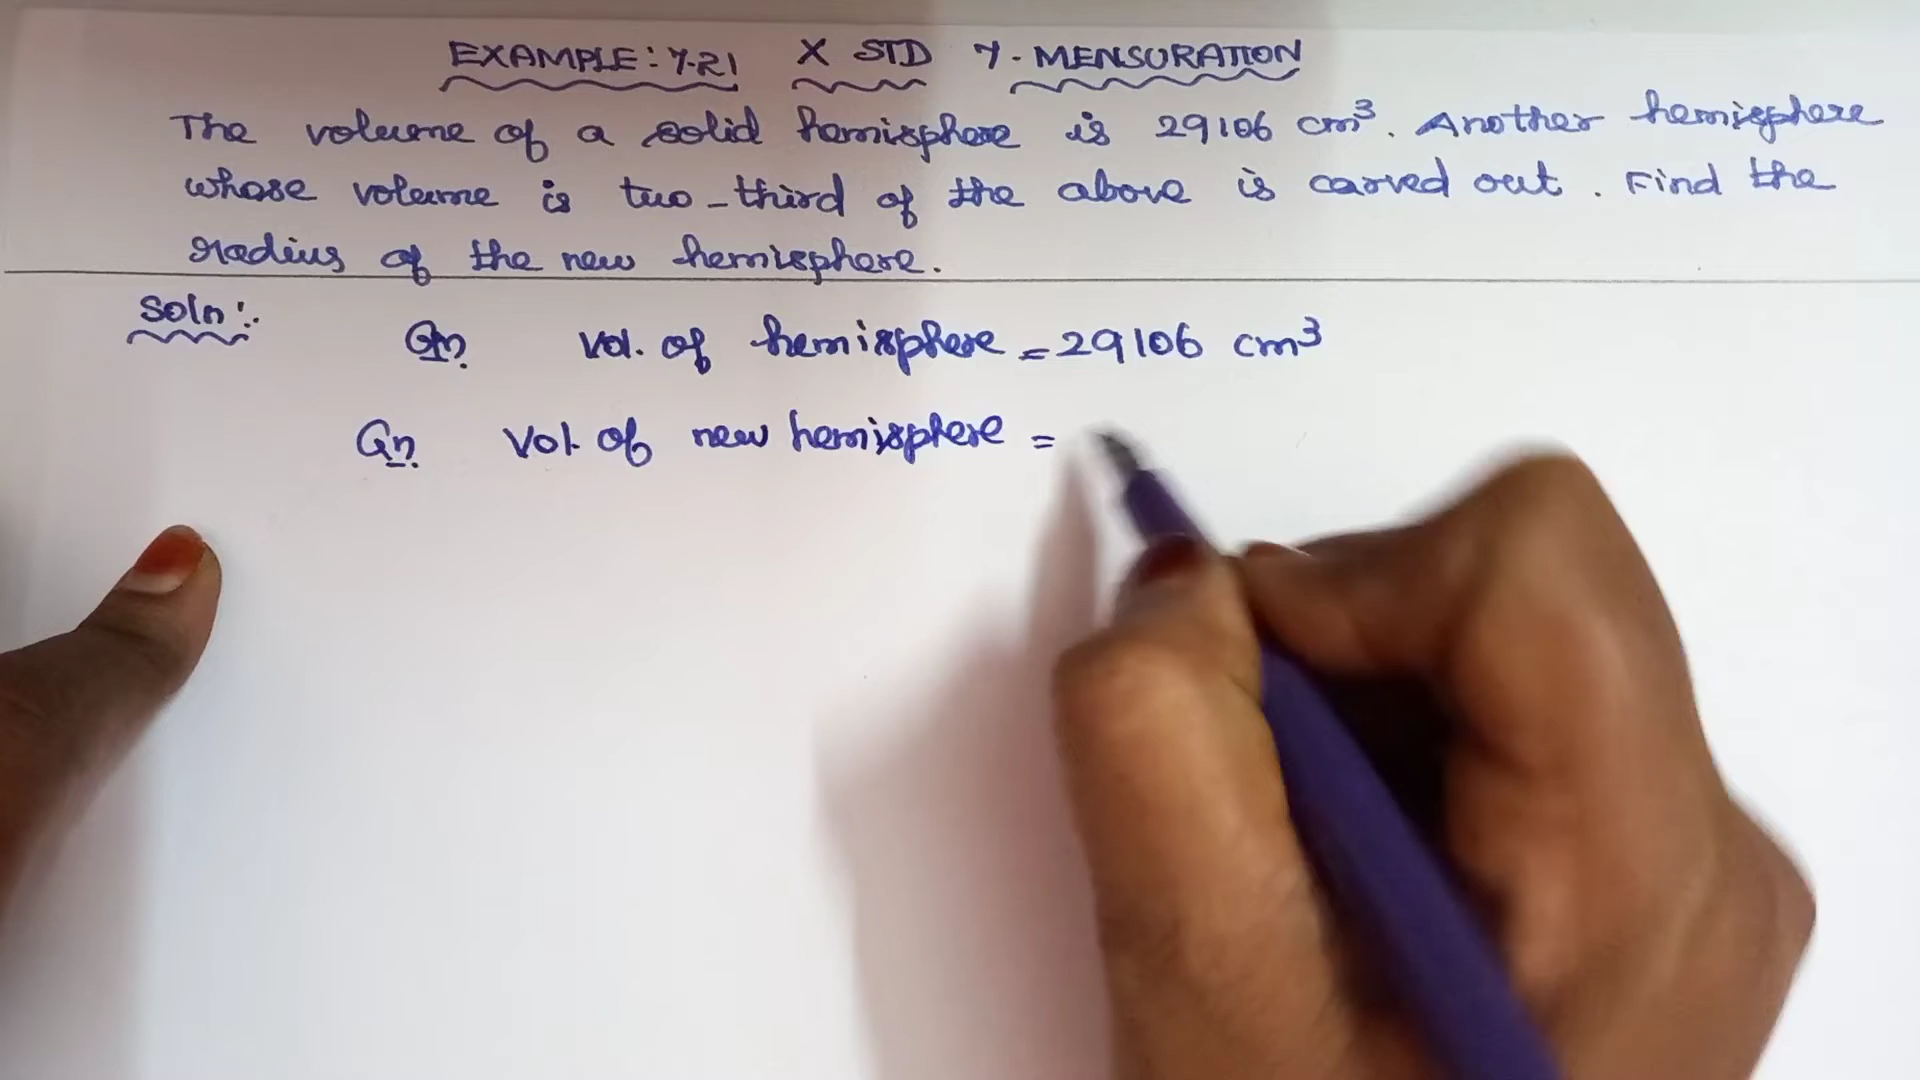 EXAMPLE: 7.21 X STD 7. MENSURATION
The volume of a solid hemisphere is 29106 cm³. Another hemisphere
whose volume is two-third of the above is carved out. Find the
radius of the new hemisphere.
Soln:
Gn. Vol. of hemisphere = 29106 cm³
Gn. Vol. of new hemisphere =